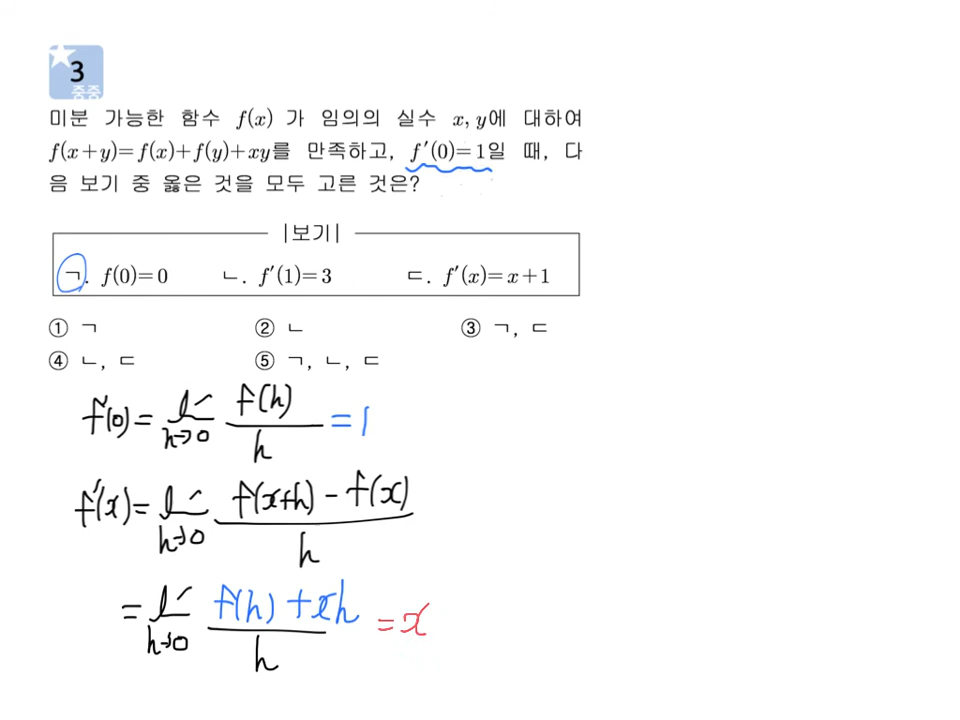 3
중중
미분 가능한 함수 f(x) 가 임의의 실수 x, y에 대하여
f(x+y)=f(x)+f(y)+xy를 만족하고, f′(0)=1일 때, 다
음 보기 중 옳은 것을 모두 고른 것은?
|보기|
ㄱ. f(0)=0 ㄴ. f′(1)=3 ㄷ. f′(x)=x+1
① ㄱ ② ㄴ ③ ㄱ, ㄷ
④ ㄴ, ㄷ ⑤ ㄱ, ㄴ, ㄷ
f′(0) = lim h→0 f(h)/h = 1
f′(x) = lim h→0 f(x+h) - f(x)/h
= lim h→0 f(h) + xh/h = x